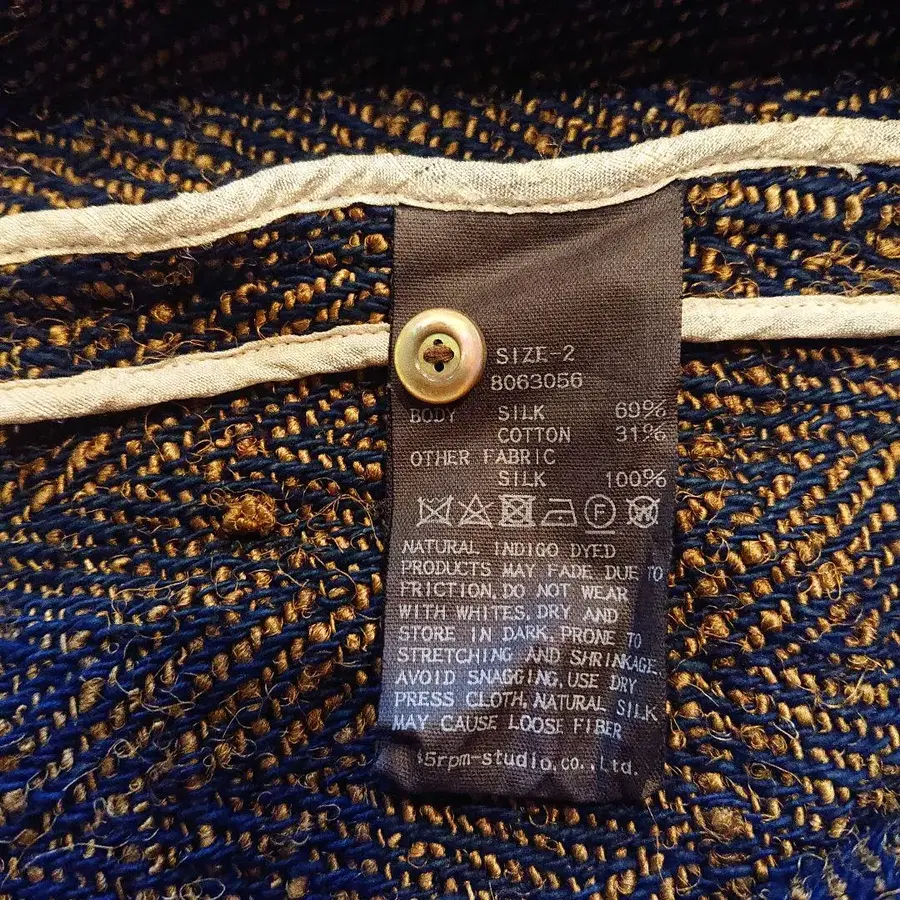 SIZE-2
8063056
BODY SILK 69%
COTTON 31%
OTHER FABRIC
SILK 100%
F W
NATURAL INDIGO DYED
PRODUCTS MAY FADE DUE TO
FRICTION, DO NOT WEAR
WITH WHITES, DRY AND
STORE IN DARK, PRONE TO
STRETCHING AND SHRINKAGE.
AVOID SNAGGING, USE DRY
PRESS CLOTH, NATURAL SILK
MAY CAUSE LOOSE FIBER
45rpm-studio.co.,Ltd.